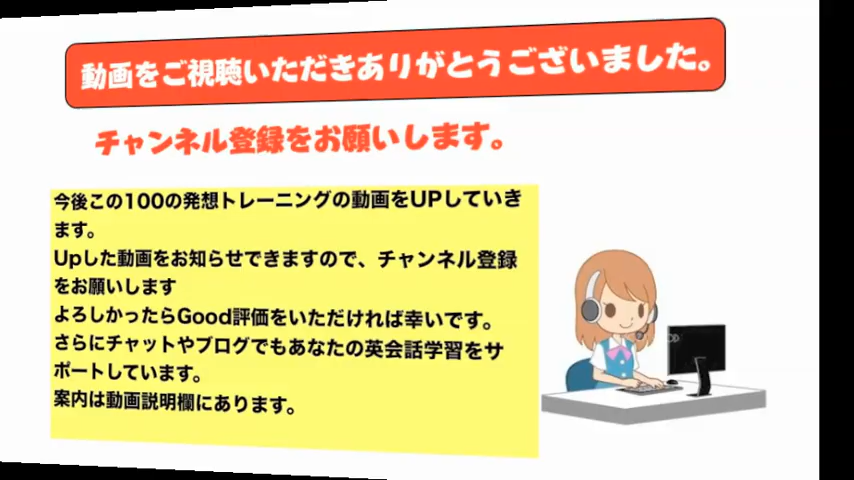 動画をご視聴いただきありがとうございました。
チャンネル登録をお願いします。
今後この100の発想トレーニングの動画をUPしていき
ます。
Upした動画をお知らせできますので、チャンネル登録
をお願いします
よろしかったらGood評価をいただければ幸いです。
さらにチャットやブログでもあなたの英会話学習をサ
ポートしています。
案内は動画説明欄にあります。